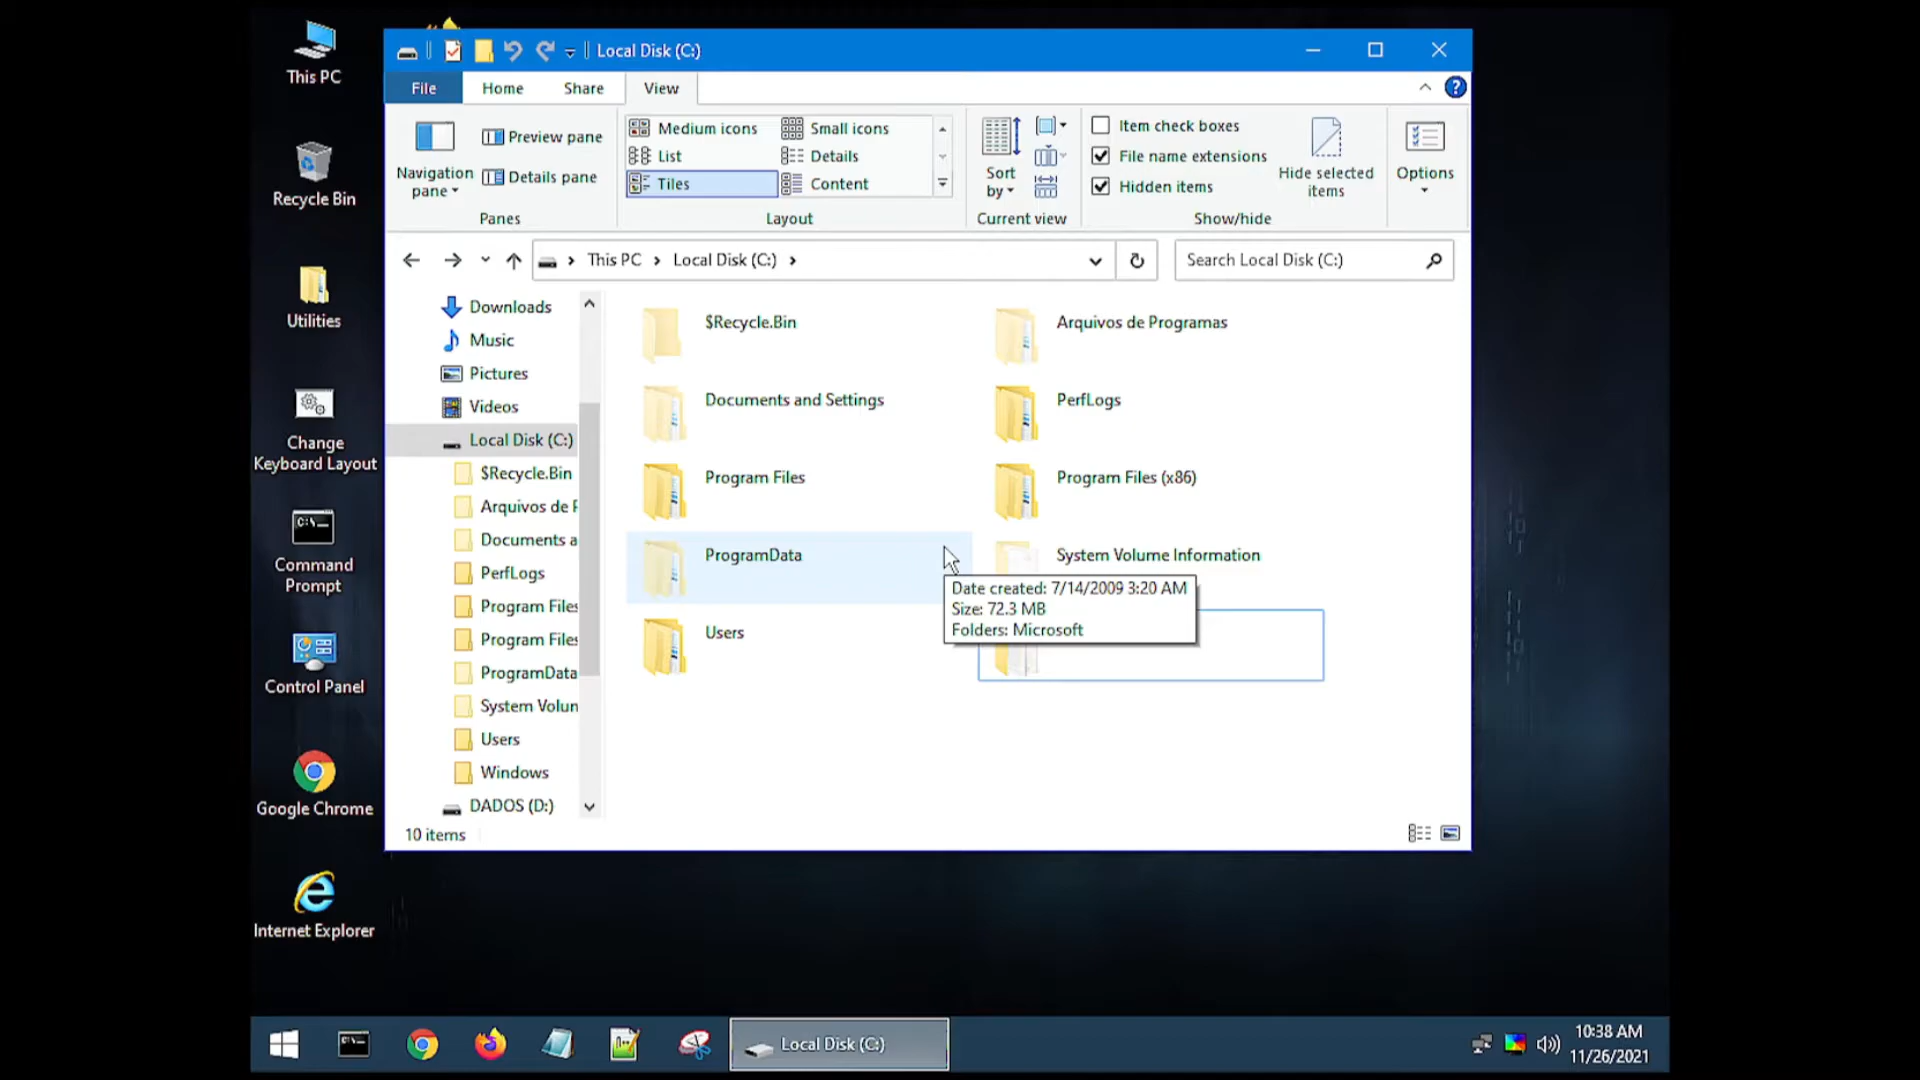 This PC
Recycle Bin
Utilities
Change
Keyboard Layout
C:\
Command
Prompt
Control Panel
Google Chrome
Internet Explorer
Local Disk (C:)
File
Home
Share
View
?
Navigation
pane
Preview pane
Details pane
Panes
Medium icons
Small icons
List
Details
Tiles
Content
Layout
Sort
by
Current view
Item check boxes
File name extensions
Hidden items
Hide selected
items
Show/hide
Options
This PC
Local Disk (C:)
Search Local Disk (C:)
Downloads
Music
Pictures
Videos
Local Disk (C:)
$Recycle.Bin
Arquivos de P
Documents a
PerfLogs
Program Files
Program Files
ProgramData
System Volun
Users
Windows
DADOS (D:)
$Recycle.Bin
Arquivos de Programas
Documents and Settings
PerfLogs
Program Files
Program Files (x86)
ProgramData
System Volume Information
Date created: 7/14/2009 3:20 AM
Size: 72.3 MB
Folders: Microsoft
Users
10 items
Local Disk (C:)
10:38 AM
11/26/2021